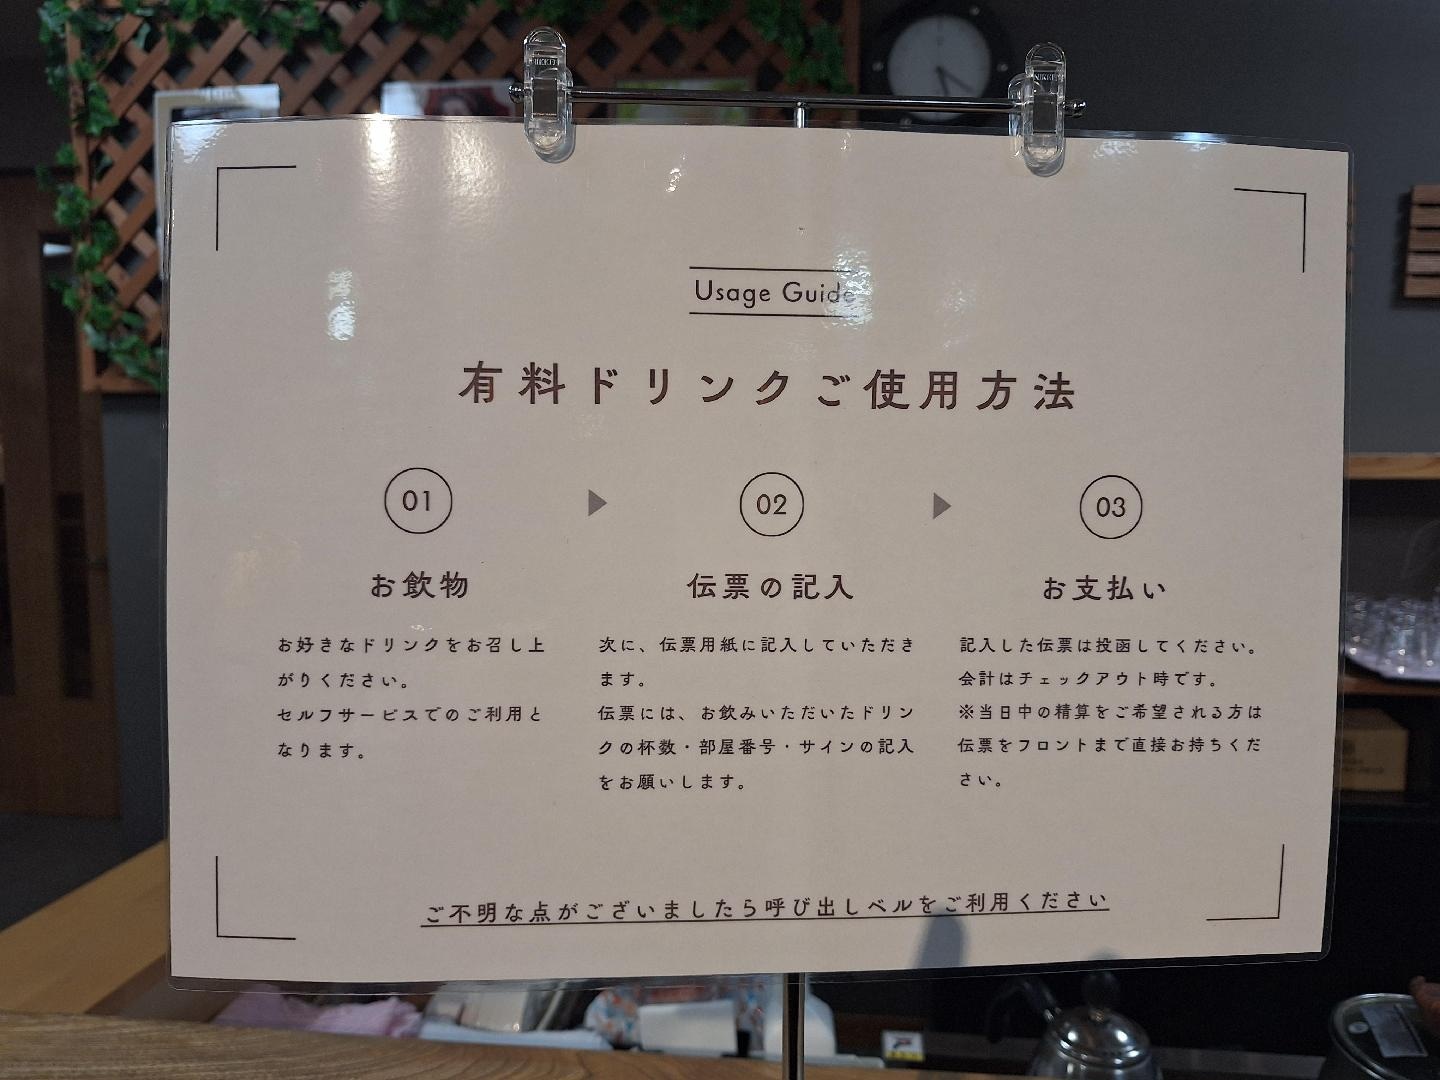 Usage Guide
有料ドリンクご使用方法
01
お飲物
お好きなドリンクをお召し上
がりください。
セルフサービスでのご利用と
なります。
02
伝票の記入
次に、伝票用紙に記入していただき
ます。
伝票には、お飲みいただいたドリン
クの杯数・部屋番号・サインの記入
をお願いします。
03
お支払い
記入した伝票は投函してください。
会計はチェックアウト時です。
※当日中の精算をご希望される方は
伝票をフロントまで直接お持ちくだ
さい。
ご不明な点がございましたら呼び出しベルをご利用ください